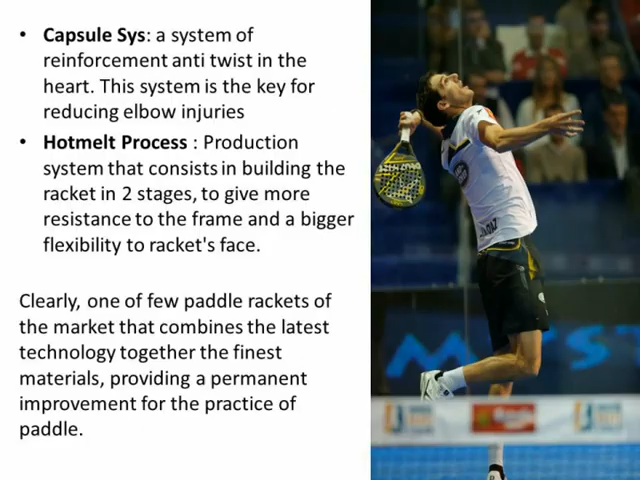 • Capsule Sys: a system of
reinforcement anti twist in the
heart. This system is the key for
reducing elbow injuries
• Hotmelt Process : Production
system that consists in building the
racket in 2 stages, to give more
resistance to the frame and a bigger
flexibility to racket's face.
Clearly, one of few paddle rackets of
the market that combines the latest
technology together the finest
materials, providing a permanent
improvement for the practice of
paddle.